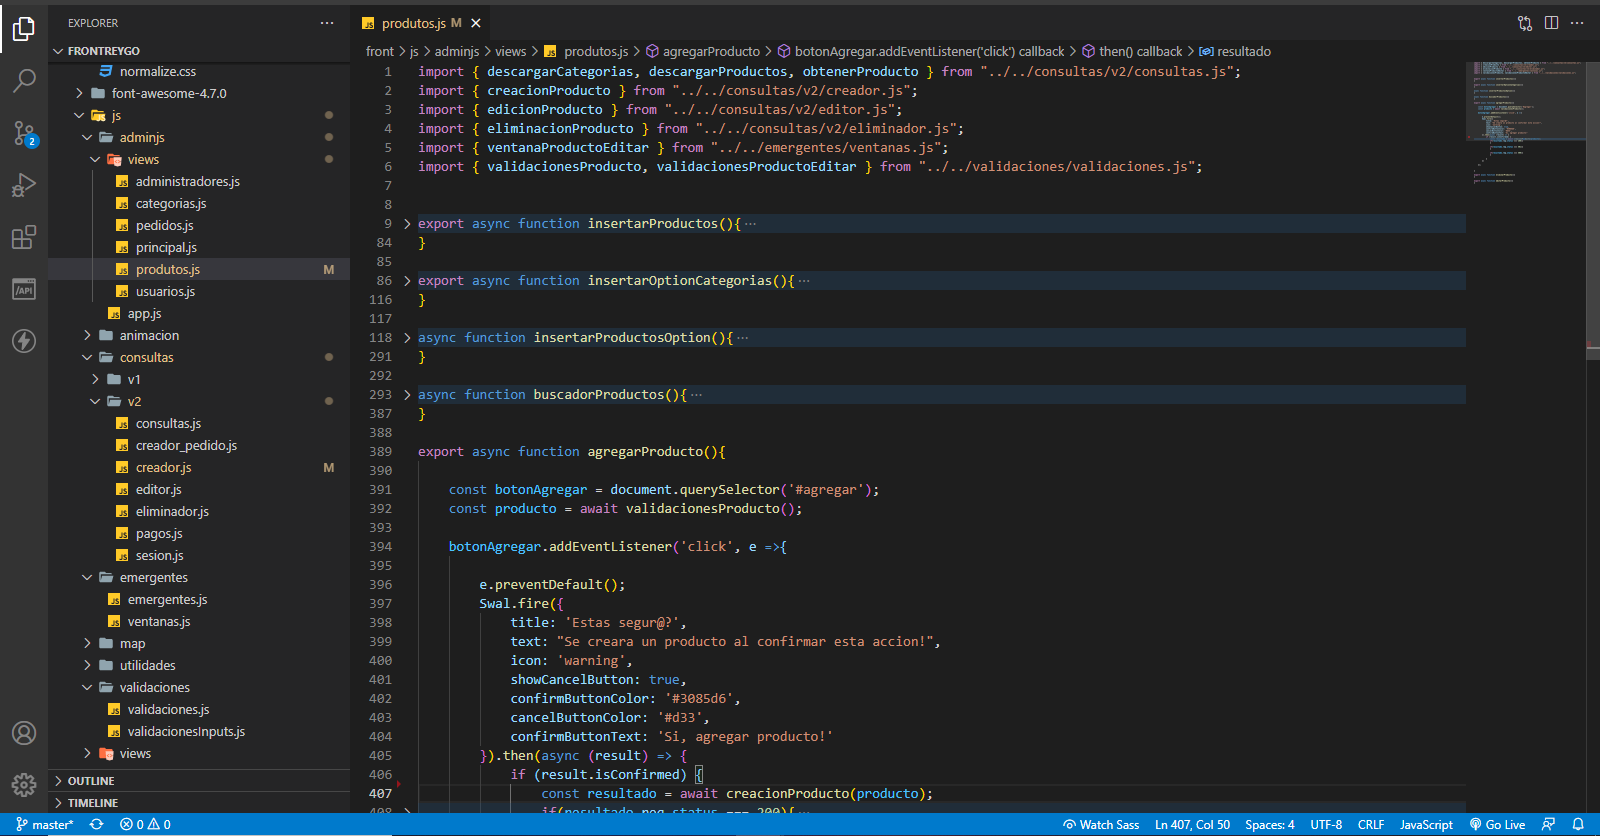 EXPLORER
FRONTREYGO
normalize.css
font-awesome-4.7.0
js
adminjs
views
administradores.js
categorias.js
pedidos.js
principal.js
produtos.js M
usuarios.js
app.js
animacion
consultas
v1
v2
consultas.js
creador_pedido.js
creador.js M
editor.js
eliminador.js
pagos.js
sesion.js
emergentes
emergentes.js
ventanas.js
map
utilidades
validaciones
validaciones.js
validacionesInputs.js
views
OUTLINE
TIMELINE
2
/API
JS produtos.js M
front > js > adminjs > views > JS produtos.js > agregarProducto > botonAgregar.addEventListener('click') callback > then() callback > resultado
1 import { descargarCategorias, descargarProductos, obtenerProducto } from "../../consultas/v2/consultas.js";
2 import { creacionProducto } from "../../consultas/v2/creador.js";
3 import { edicionProducto } from "../../consultas/v2/editor.js";
4 import { eliminacionProducto } from "../../consultas/v2/eliminador.js";
5 import { ventanaProductoEditar } from "../../emergentes/ventanas.js";
6 import { validacionesProducto, validacionesProductoEditar } from "../../validaciones/validaciones.js";
7
8
9 export async function insertarProductos(){ ···
84 }
85
86 export async function insertarOptionCategorias(){ ···
116 }
117
118 async function insertarProductosOption(){ ···
291 }
292
293 async function buscadorProductos(){ ···
387 }
388
389 export async function agregarProducto(){
390
391 const botonAgregar = document.querySelector('#agregar');
392 const producto = await validacionesProducto();
393
394 botonAgregar.addEventListener('click', e =>{
395
396 e.preventDefault();
397 Swal.fire({
398 title: 'Estas segur@?',
399 text: "Se creara un producto al confirmar esta accion!",
400 icon: 'warning',
401 showCancelButton: true,
402 confirmButtonColor: '#3085d6',
403 cancelButtonColor: '#d33',
404 confirmButtonText: 'Si, agregar producto!'
405 }).then(async (result) => {
406 if (result.isConfirmed) {
407 const resultado = await creacionProducto(producto);
408 if(resultado.req.status === 200){ ···
master* 0 0 Watch Sass Ln 407, Col 50 Spaces: 4 UTF-8 CRLF JavaScript Go Live